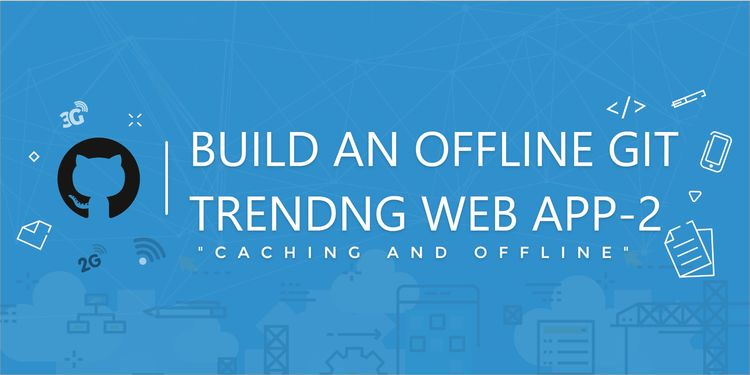 3G
BUILD AN OFFLINE GIT
TRENDNG WEB APP-2
"CACHING AND OFFLINE"
2G